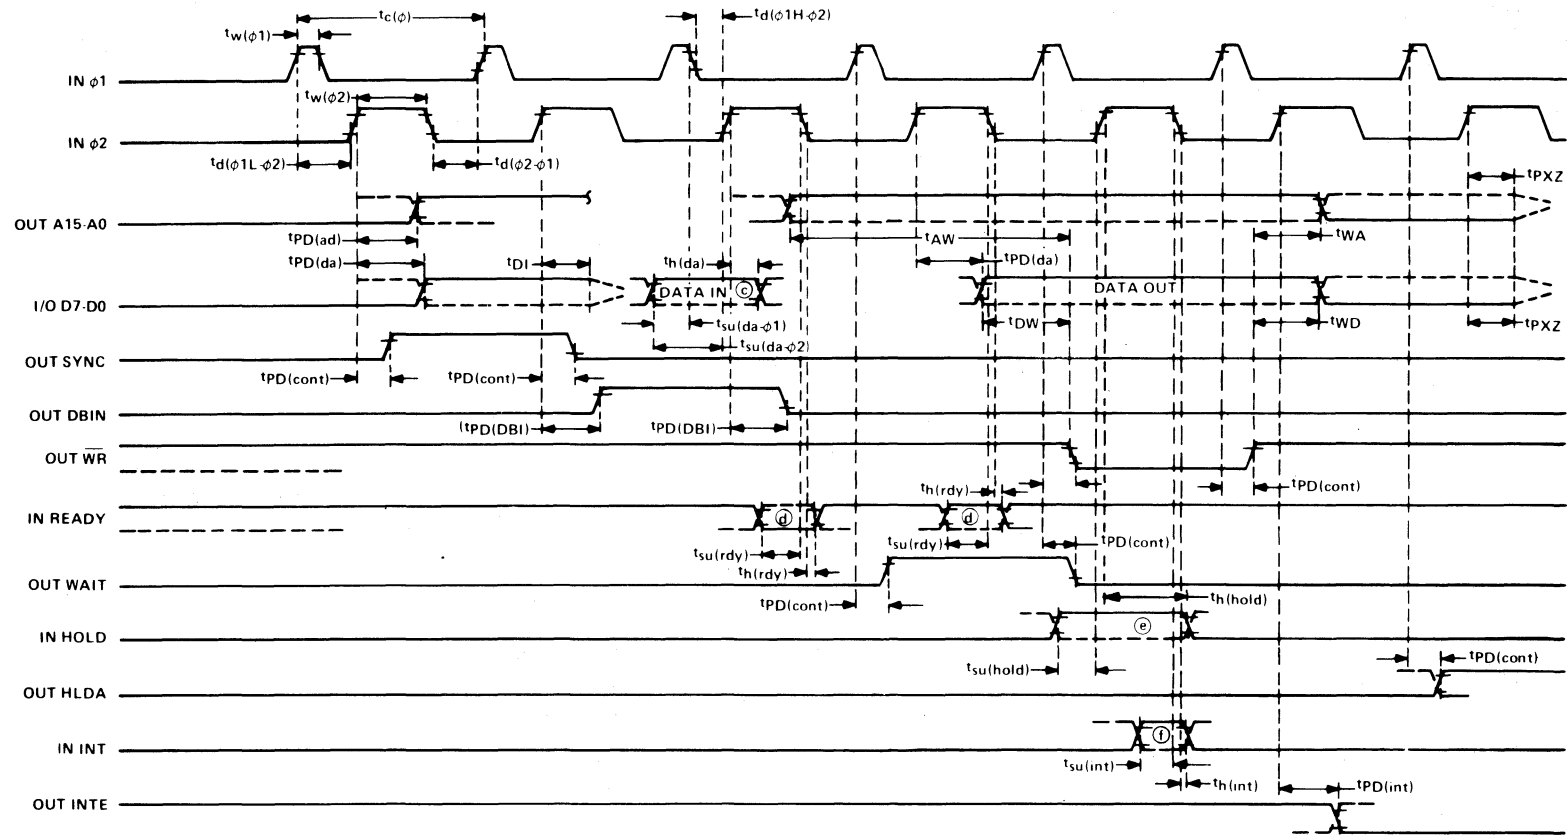 tc(ϕ)
td(ϕ1H-ϕ2)
tw(ϕ1)
IN ϕ1
tw(ϕ2)
IN ϕ2
td(ϕ1L-ϕ2)
td(ϕ2-ϕ1)
tPXZ
OUT A15-A0
tPD(ad)
tAW
tWA
tPD(da)
tDI
th(da)
tPD(da)
I/O D7-D0
DATA IN
c
DATA OUT
tsu(da-ϕ1)
tDW
tWD
tPXZ
tsu(da-ϕ2)
OUT SYNC
tPD(cont)
tPD(cont)
OUT DBIN
(tPD(DBI)
tPD(DBI)
OUT WR
tPD(cont)
th(rdy)
IN READY
d
d
tsu(rdy)
tsu(rdy)
tPD(cont)
th(rdy)
OUT WAIT
tPD(cont)
th(hold)
IN HOLD
e
tsu(hold)
tPD(cont)
OUT HLDA
IN INT
f
tsu(int)
th(int)
tPD(int)
OUT INTE